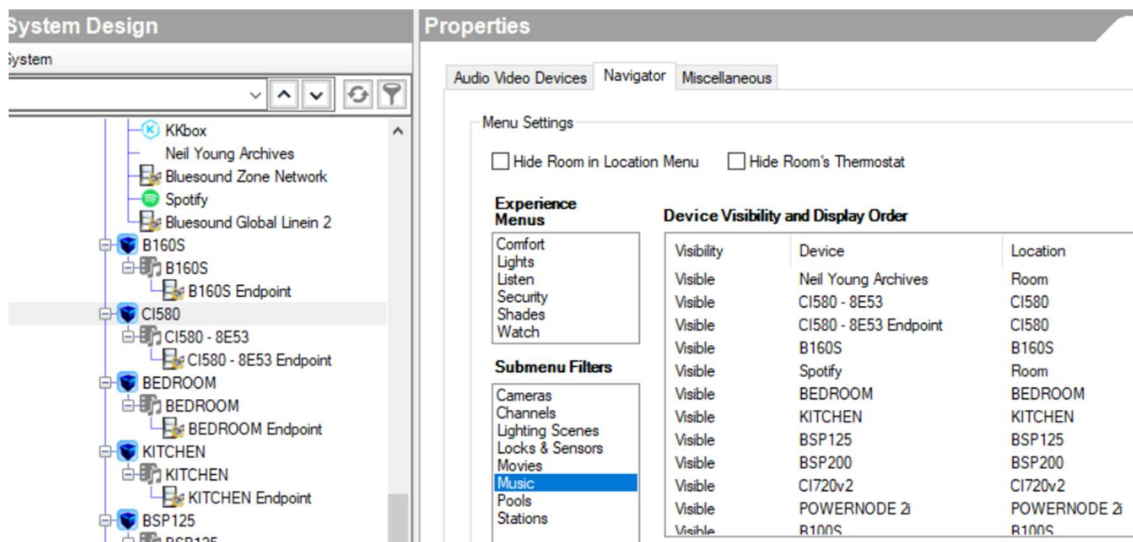 System Design
System
KKbox
Neil Young Archives
Bluesound Zone Network
Spotify
Bluesound Global Linein 2
B160S
B160S
B160S Endpoint
CI580
CI580 - 8E53
CI580 - 8E53 Endpoint
BEDROOM
BEDROOM
BEDROOM Endpoint
KITCHEN
KITCHEN
KITCHEN Endpoint
BSP125
BSP125
Properties
Audio Video Devices Navigator Miscellaneous
Menu Settings
Hide Room in Location Menu Hide Room's Thermostat
Experience
Menus
Comfort
Lights
Listen
Security
Shades
Watch
Submenu Filters
Cameras
Channels
Lighting Scenes
Locks & Sensors
Movies
Music
Pools
Stations
Device Visibility and Display Order
Visibility Device Location
Visible Neil Young Archives Room
Visible CI580 - 8E53 CI580
Visible CI580 - 8E53 Endpoint CI580
Visible B160S B160S
Visible Spotify Room
Visible BEDROOM BEDROOM
Visible KITCHEN KITCHEN
Visible BSP125 BSP125
Visible BSP200 BSP200
Visible CI720v2 CI720v2
Visible POWERNODE 2i POWERNODE 2i
Visible B100S B100S